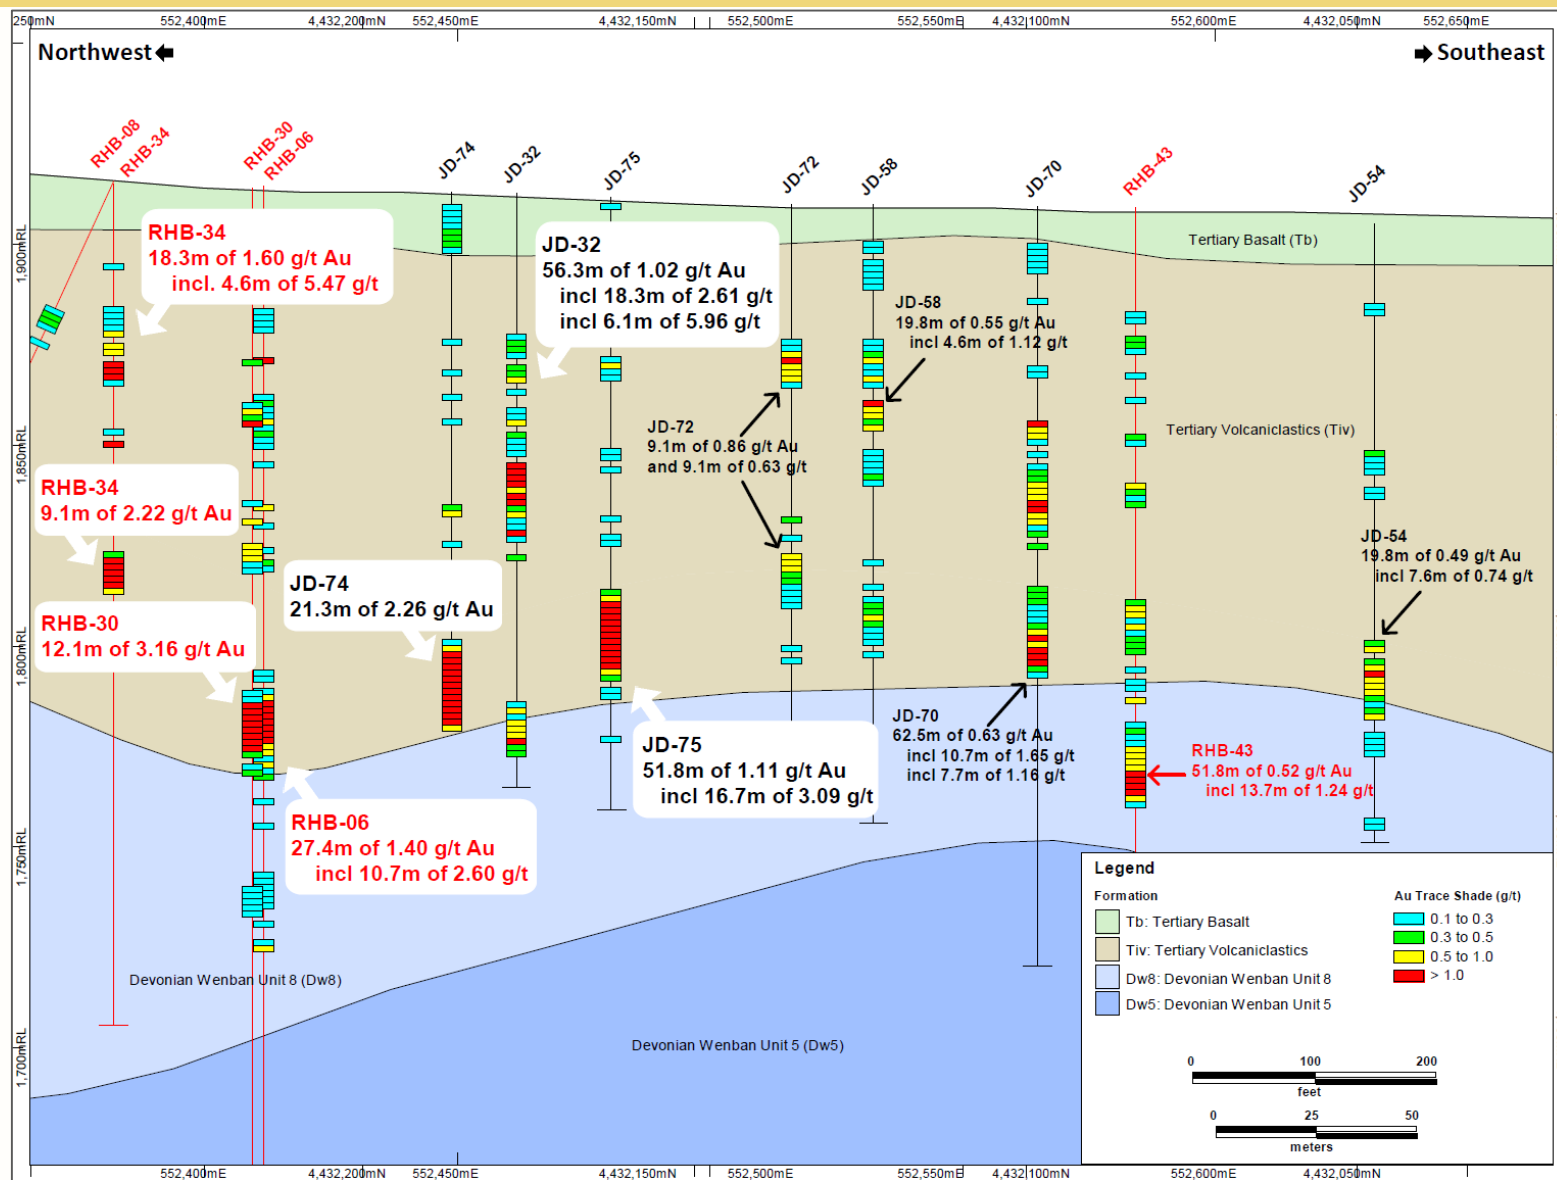 250mN 552,400mE 4,432,200mN 552,450mE 4,432,150mN 552,500mE 552,550mE 4,432,100mN 552,600mE 4,432,050mN 552,650mE
Northwest
Southeast
RHB-08
RHB-34
RHB-30
RHB-06
JD-74
JD-32
JD-75
JD-72
JD-58
JD-70
RHB-43
JD-54
1,900mRL
1,850mRL
1,800mRL
1,750mRL
1,700mRL
RHB-34
18.3m of 1.60 g/t Au
incl. 4.6m of 5.47 g/t
JD-32
56.3m of 1.02 g/t Au
incl 18.3m of 2.61 g/t
incl 6.1m of 5.96 g/t
Tertiary Basalt (Tb)
JD-58
19.8m of 0.55 g/t Au
incl 4.6m of 1.12 g/t
JD-72
9.1m of 0.86 g/t Au
and 9.1m of 0.63 g/t
Tertiary Volcaniclastics (Tiv)
RHB-34
9.1m of 2.22 g/t Au
JD-54
19.8m of 0.49 g/t Au
incl 7.6m of 0.74 g/t
JD-74
21.3m of 2.26 g/t Au
RHB-30
12.1m of 3.16 g/t Au
JD-75
51.8m of 1.11 g/t Au
incl 16.7m of 3.09 g/t
JD-70
62.5m of 0.63 g/t Au
incl 10.7m of 1.65 g/t
incl 7.7m of 1.16 g/t
RHB-43
51.8m of 0.52 g/t Au
incl 13.7m of 1.24 g/t
RHB-06
27.4m of 1.40 g/t Au
incl 10.7m of 2.60 g/t
Devonian Wenban Unit 8 (Dw8)
Devonian Wenban Unit 5 (Dw5)
Legend
Formation
Tb: Tertiary Basalt
Tiv: Tertiary Volcaniclastics
Dw8: Devonian Wenban Unit 8
Dw5: Devonian Wenban Unit 5
Au Trace Shade (g/t)
0.1 to 0.3
0.3 to 0.5
0.5 to 1.0
> 1.0
0 100 200
feet
0 25 50
meters
552,400mE 4,432,200mN 552,450mE 4,432,150mN 552,500mE 552,550mE 4,432,100mN 552,600mE 4,432,050mN 552,650mE